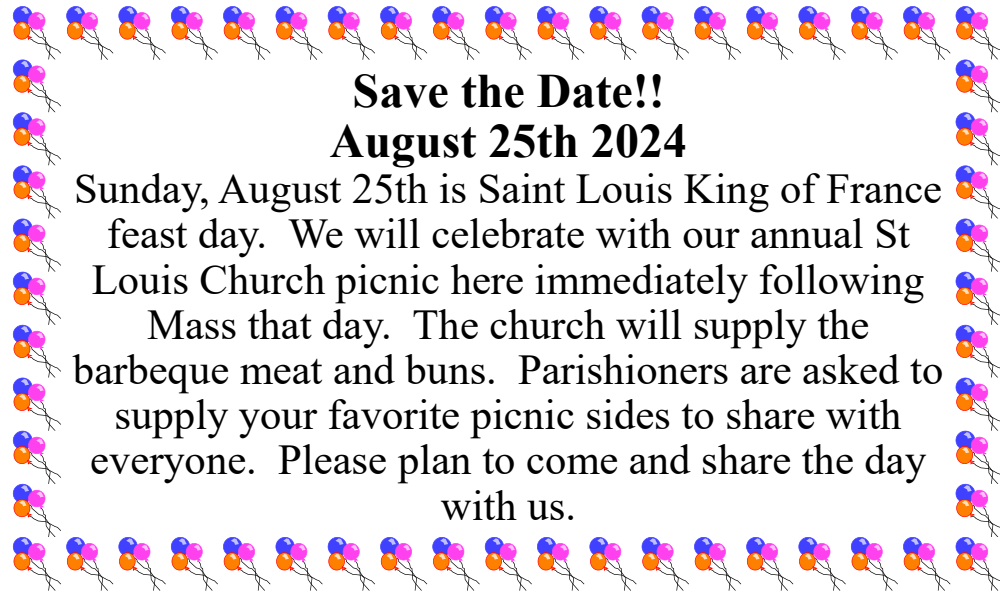 Save the Date!!
August 25th 2024
Sunday, August 25th is Saint Louis King of France
feast day.  We will celebrate with our annual St
Louis Church picnic here immediately following
Mass that day.  The church will supply the
barbeque meat and buns.  Parishioners are asked to
supply your favorite picnic sides to share with
everyone.  Please plan to come and share the day
with us.